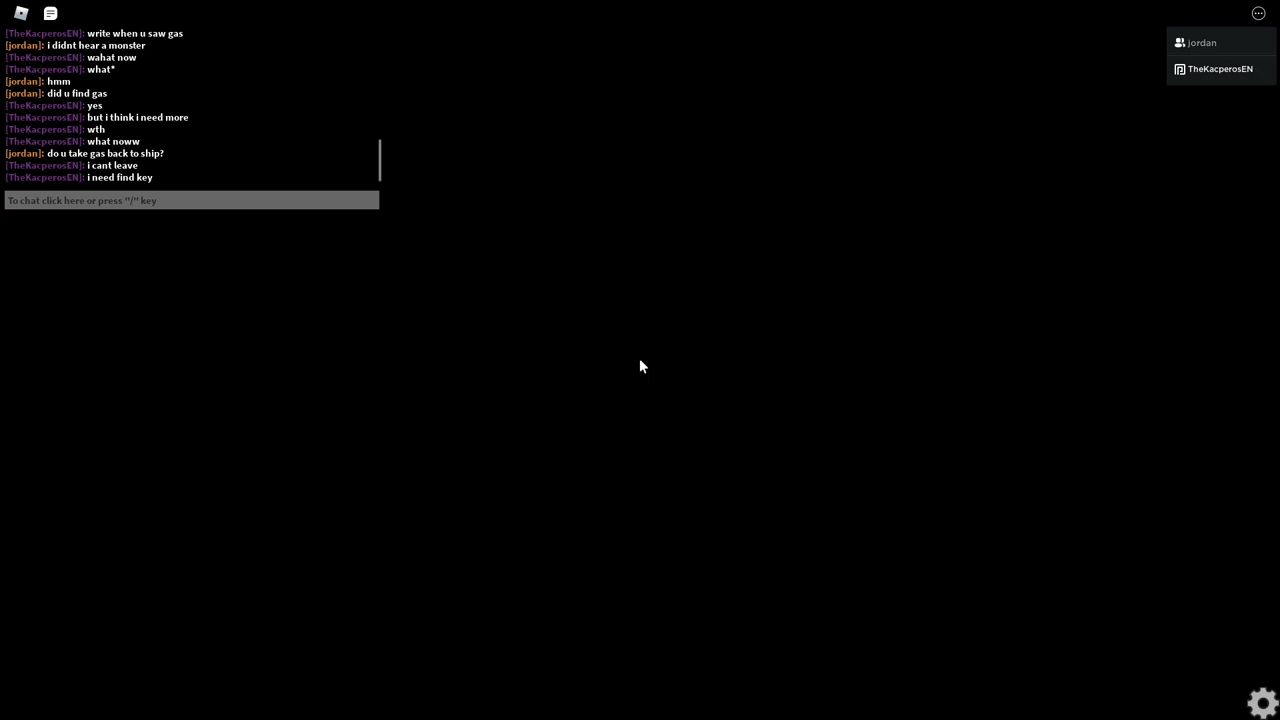 [TheKacperosEN]: write when u saw gas
[jordan]: i didnt hear a monster
[TheKacperosEN]: wahat now
[TheKacperosEN]: what*
[jordan]: hmm
[jordan]: did u find gas
[TheKacperosEN]: yes
[TheKacperosEN]: but i think i need more
[TheKacperosEN]: wth
[TheKacperosEN]: what noww
[jordan]: do u take gas back to ship?
[TheKacperosEN]: i cant leave
[TheKacperosEN]: i need find key
To chat click here or press "/" key
jordan
TheKacperosEN